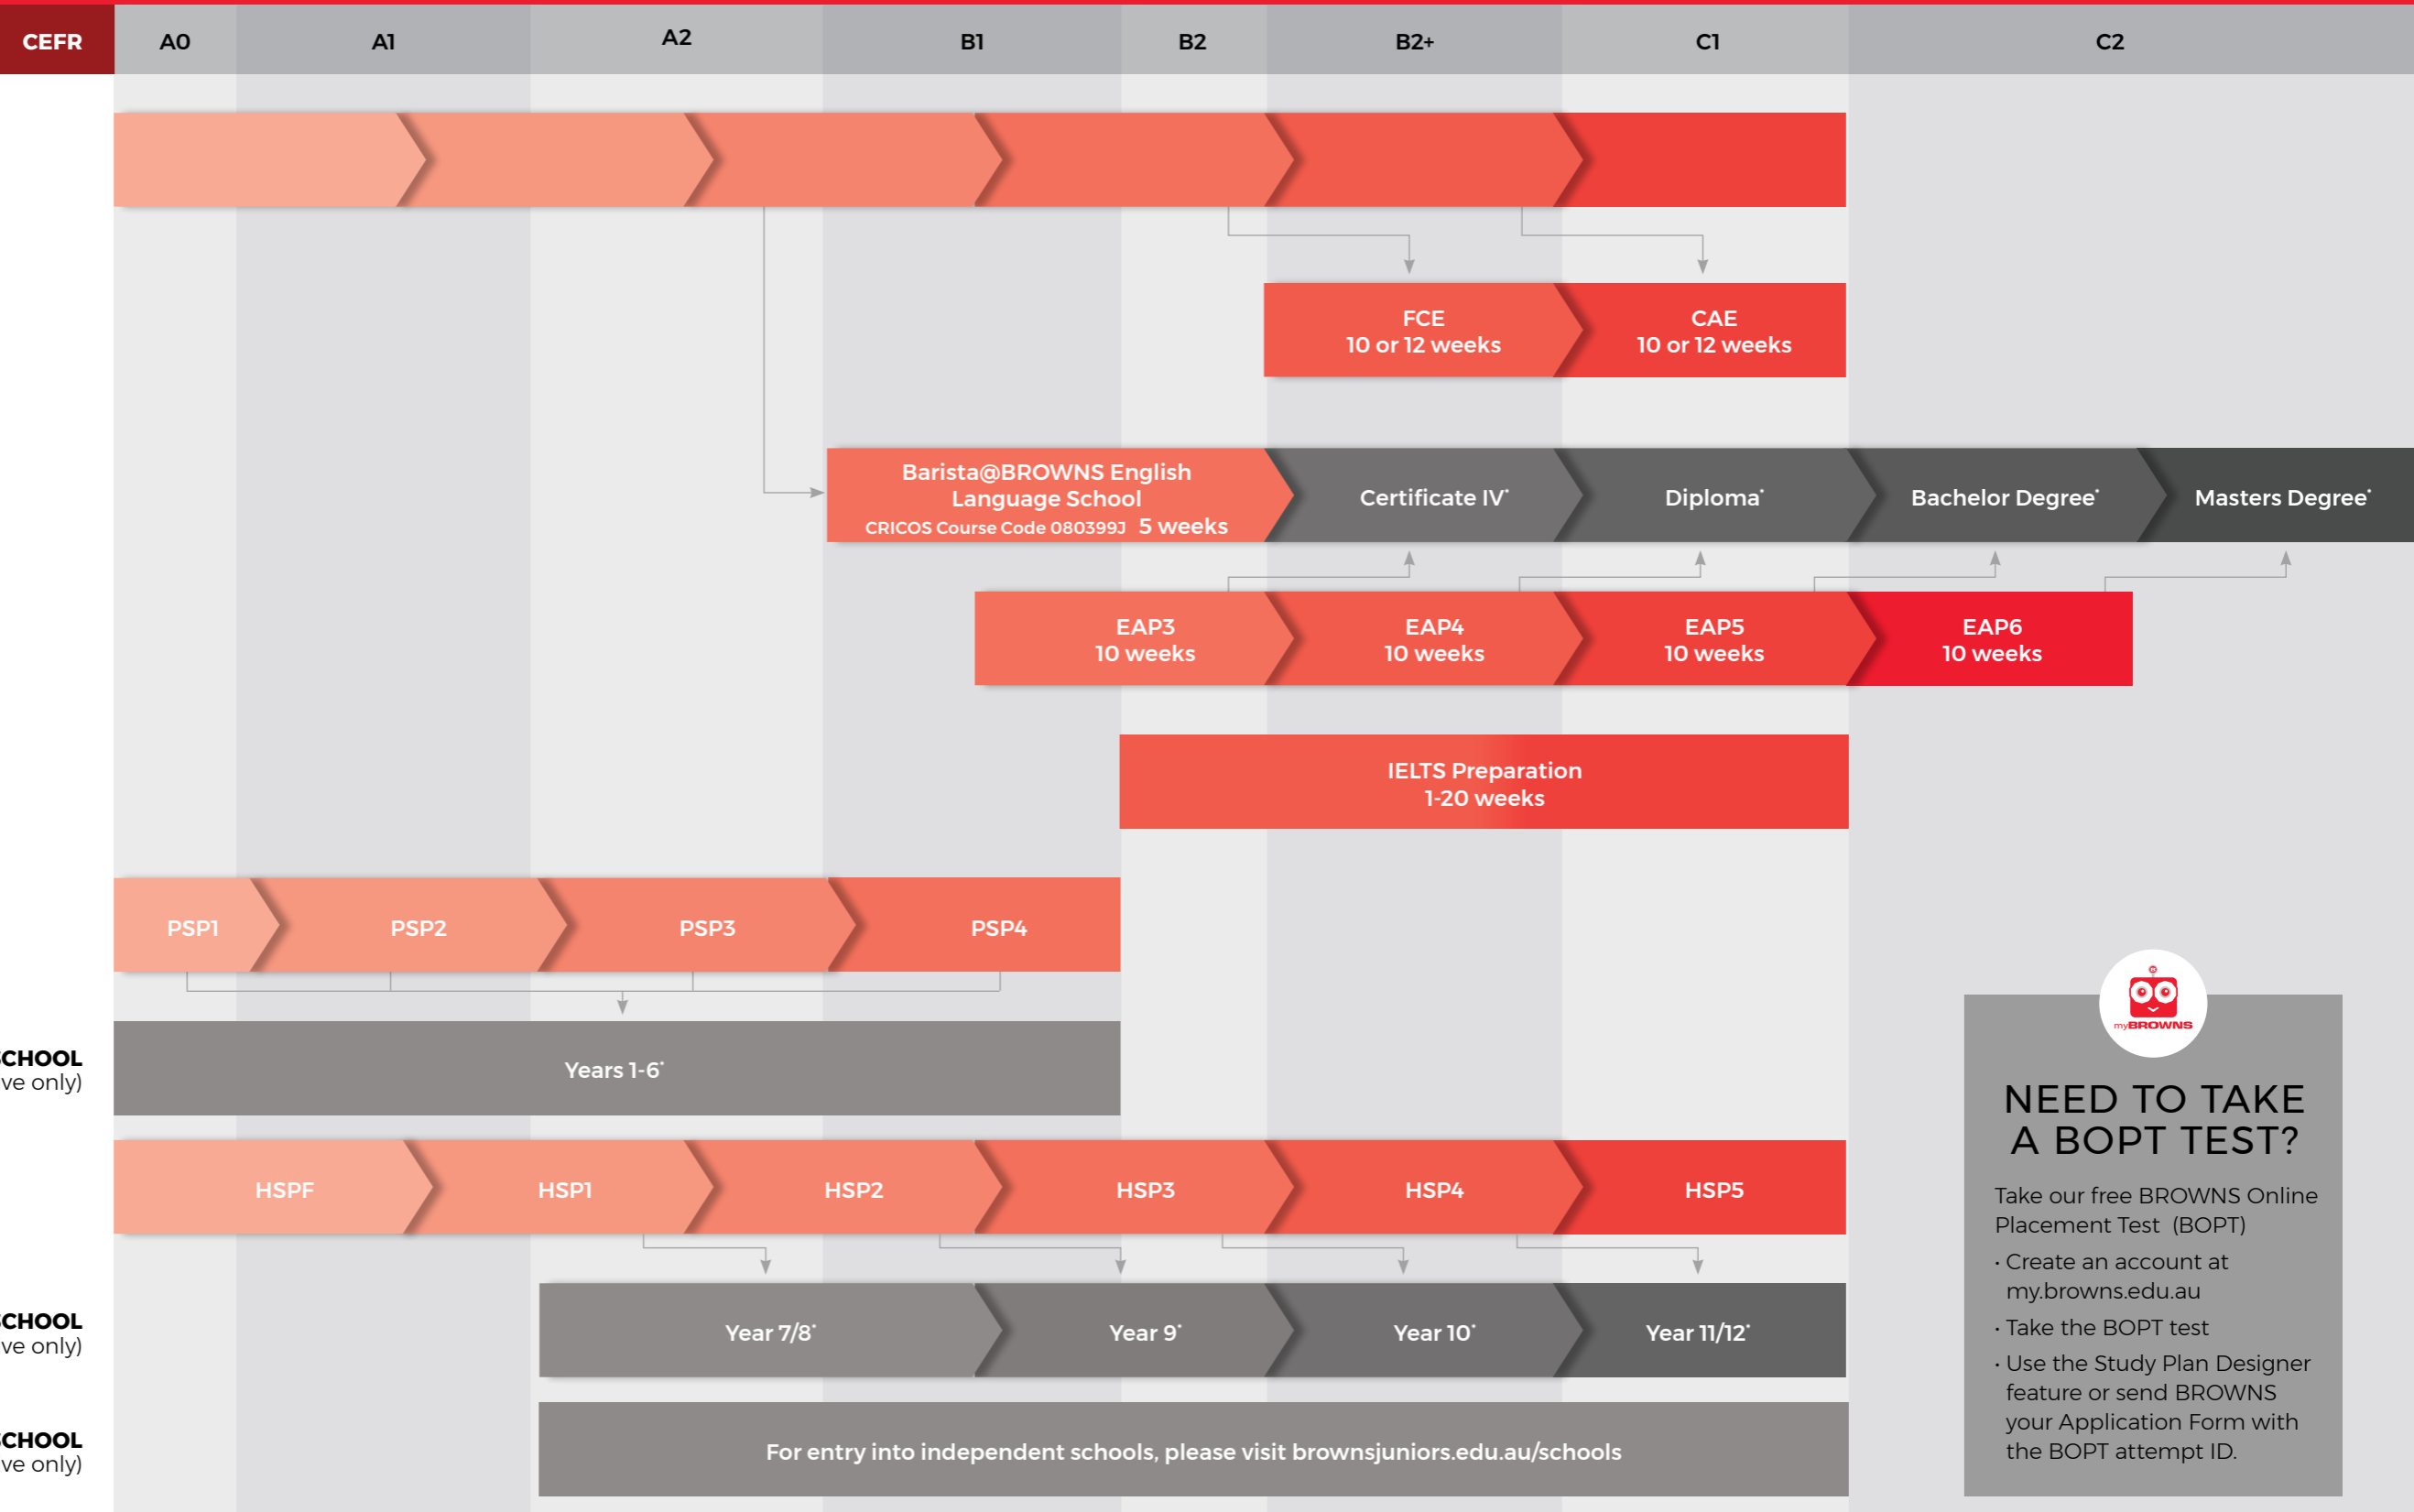 CEFR A0 A1 A2 B1 B2 B2+ C1 C2
FCE
10 or 12 weeks
CAE
10 or 12 weeks
Barista@BROWNS English
Language School
CRICOS Course Code 080399J 5 weeks
Certificate IV*
Diploma*
Bachelor Degree*
Masters Degree*
EAP3
10 weeks
EAP4
10 weeks
EAP5
10 weeks
EAP6
10 weeks
IELTS Preparation
1-20 weeks
PSP1 PSP2 PSP3 PSP4
SCHOOL
ve only)
Years 1-6*
HSPF HSP1 HSP2 HSP3 HSP4 HSP5
SCHOOL
ve only)
Year 7/8* Year 9* Year 10* Year 11/12*
SCHOOL
ve only)
For entry into independent schools, please visit brownsjuniors.edu.au/schools
myBROWNS
NEED TO TAKE
A BOPT TEST?
Take our free BROWNS Online
Placement Test (BOPT)
• Create an account at
my.browns.edu.au
• Take the BOPT test
• Use the Study Plan Designer
feature or send BROWNS
your Application Form with
the BOPT attempt ID.